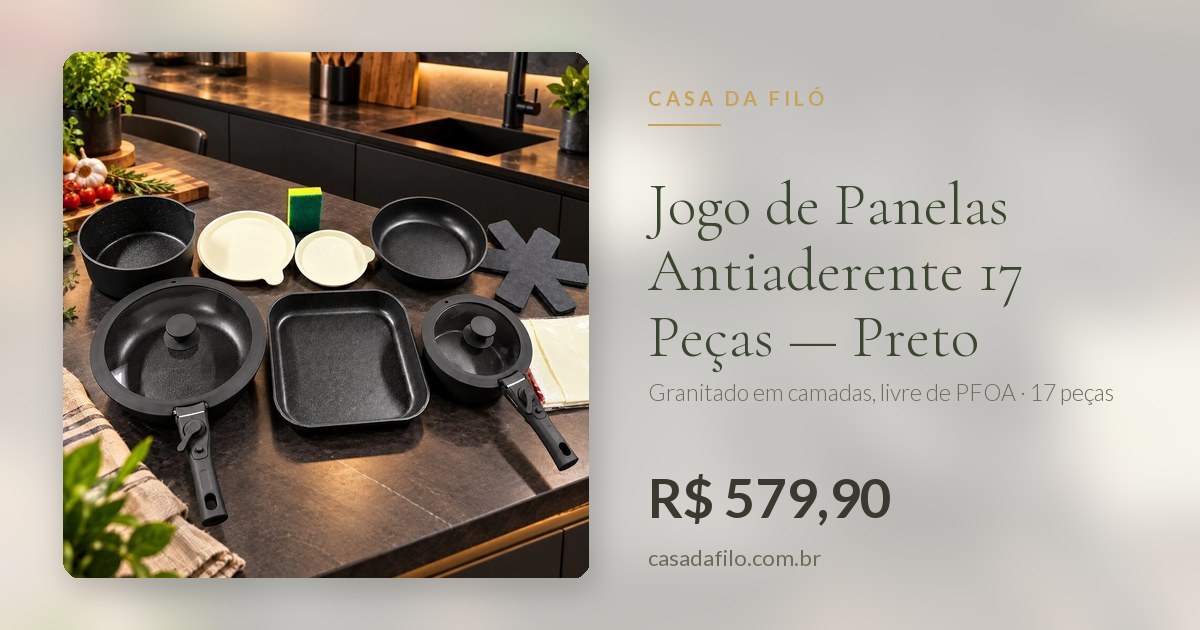 CASA DA FILÓ
Jogo de Panelas
Antiaderente 17
Peças — Preto
Granitado em camadas, livre de PFOA · 17 peças
R$ 579,90
casadafilo.com.br